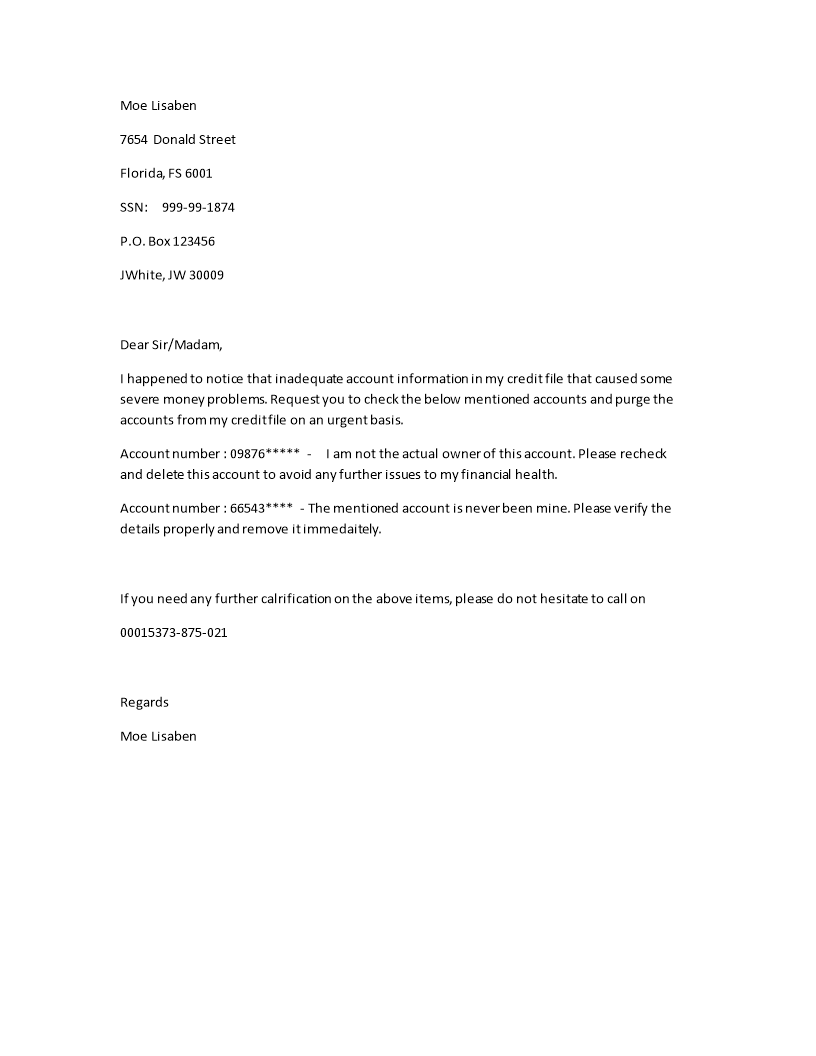 Moe Lisaben
7654 Donald Street
Florida, FS 6001
SSN: 999-99-1874
P.O. Box 123456
JWhite, JW 30009
Dear Sir/Madam,
I happened to notice that inadequate account information in my credit file that caused some
severe money problems. Request you to check the below mentioned accounts and purge the
accounts from my credit file on an urgent basis.
Account number : 09876***** - I am not the actual owner of this account. Please recheck
and delete this account to avoid any further issues to my financial health.
Account number : 66543**** - The mentioned account is never been mine. Please verify the
details properly and remove it immedaitely.
If you need any further calrification on the above items, please do not hesitate to call on
00015373-875-021
Regards
Moe Lisaben